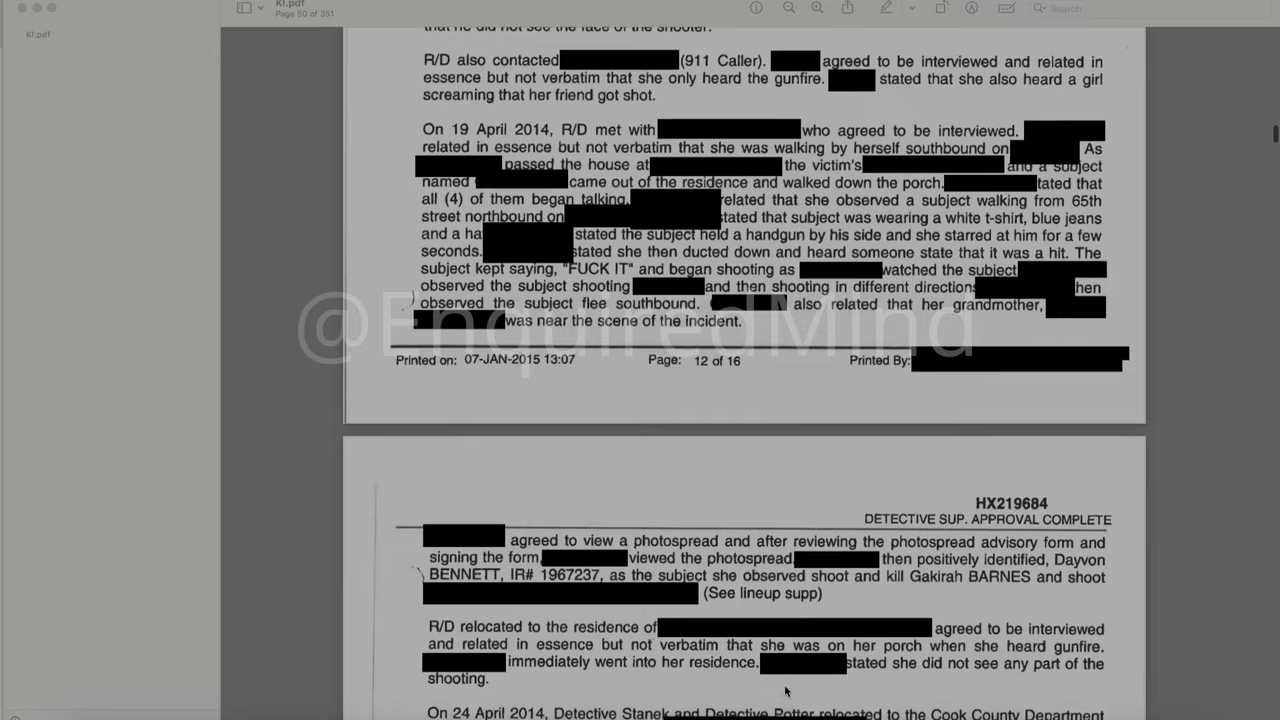 KI.pdf
Page 50 of 351
Search
KI.pdf
that he did not see the face of the shooter.
R/D also contacted (911 Caller). agreed to be interviewed and related in
essence but not verbatim that she only heard the gunfire. stated that she also heard a girl
screaming that her friend got shot.
On 19 April 2014, R/D met with who agreed to be interviewed.
related in essence but not verbatim that she was walking by herself southbound on As
passed the house at the victim's and a subject
named came out of the residence and walked down the porch. tated that
all (4) of them began talking. related that she observed a subject walking from 65th
street northbound on stated that subject was wearing a white t-shirt, blue jeans
and a ha stated the subject held a handgun by his side and she starred at him for a few
seconds. stated she then ducted down and heard someone state that it was a hit. The
subject kept saying, "FUCK IT" and began shooting as watched the subject
observed the subject shooting and then shooting in different directions hen
observed the subject flee southbound. also related that her grandmother,
was near the scene of the incident.
@EnquiredMind
Printed on: 07-JAN-2015 13:07 Page: 12 of 16 Printed By:
HX219684
DETECTIVE SUP. APPROVAL COMPLETE
agreed to view a photospread and after reviewing the photospread advisory form and
signing the form, viewed the photospread. then positively identified, Dayvon
BENNETT, IR# 1967237, as the subject she observed shoot and kill Gakirah BARNES and shoot
(See lineup supp)
R/D relocated to the residence of agreed to be interviewed
and related in essence but not verbatim that she was on her porch when she heard gunfire.
immediately went into her residence. stated she did not see any part of the
shooting.
On 24 April 2014, Detective Stanek and Detective Potter relocated to the Cook County Department